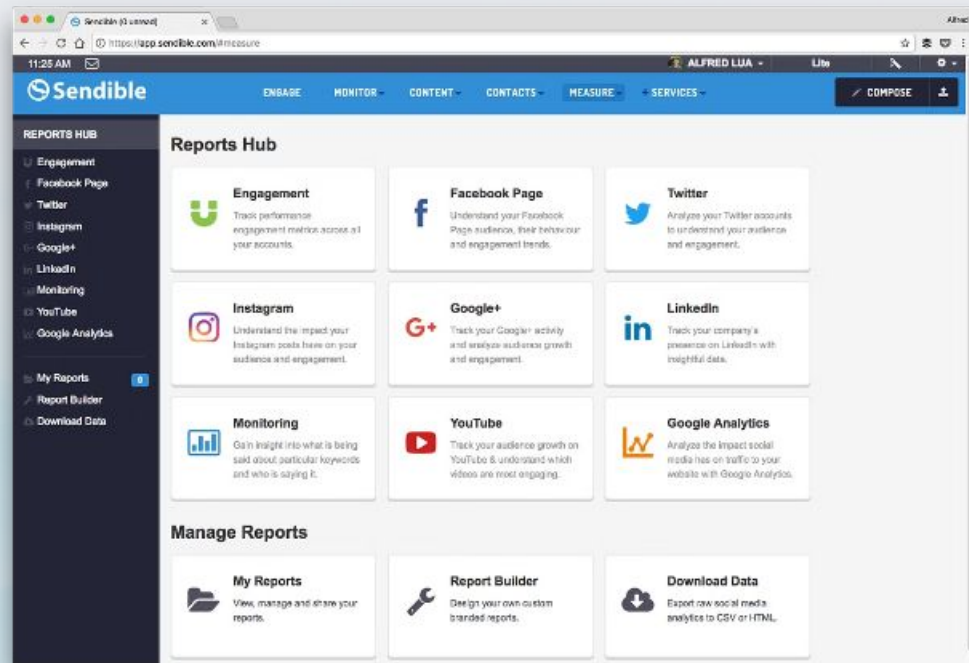 Sendible (0 unread)
Alfred
https://app.sendible.com/#measure
11:25 AM
ALFRED LUA
Lite
Sendible
ENGAGE MONITOR CONTENT CONTACTS MEASURE + SERVICES
COMPOSE
REPORTS HUB
Engagement
Facebook Page
Twitter
Instagram
Google+
LinkedIn
Monitoring
YouTube
Google Analytics
My Reports 0
Report Builder
Download Data
Reports Hub
Engagement
Track performance
engagement metrics across all
your accounts.
Facebook Page
Understand your Facebook
Page audience, their behaviour
and engagement trends.
Twitter
Analyze your Twitter accounts
to understand your audience
and engagement.
Instagram
Understand the impact your
Instagram posts have on your
audience and engagement.
Google+
Track your Google+ activity
and analyze audience growth
and engagement.
LinkedIn
Track your company's
presence on LinkedIn with
insightful data.
Monitoring
Gain insight into what is being
said about particular keywords
and who is saying it.
YouTube
Track your audience growth on
YouTube & understand which
videos are most engaging.
Google Analytics
Analyze the impact social
media has on traffic to your
website with Google Analytics.
Manage Reports
My Reports
View, manage and share your
reports.
Report Builder
Design your own custom
branded reports.
Download Data
Export raw social media
analytics to CSV or HTML.